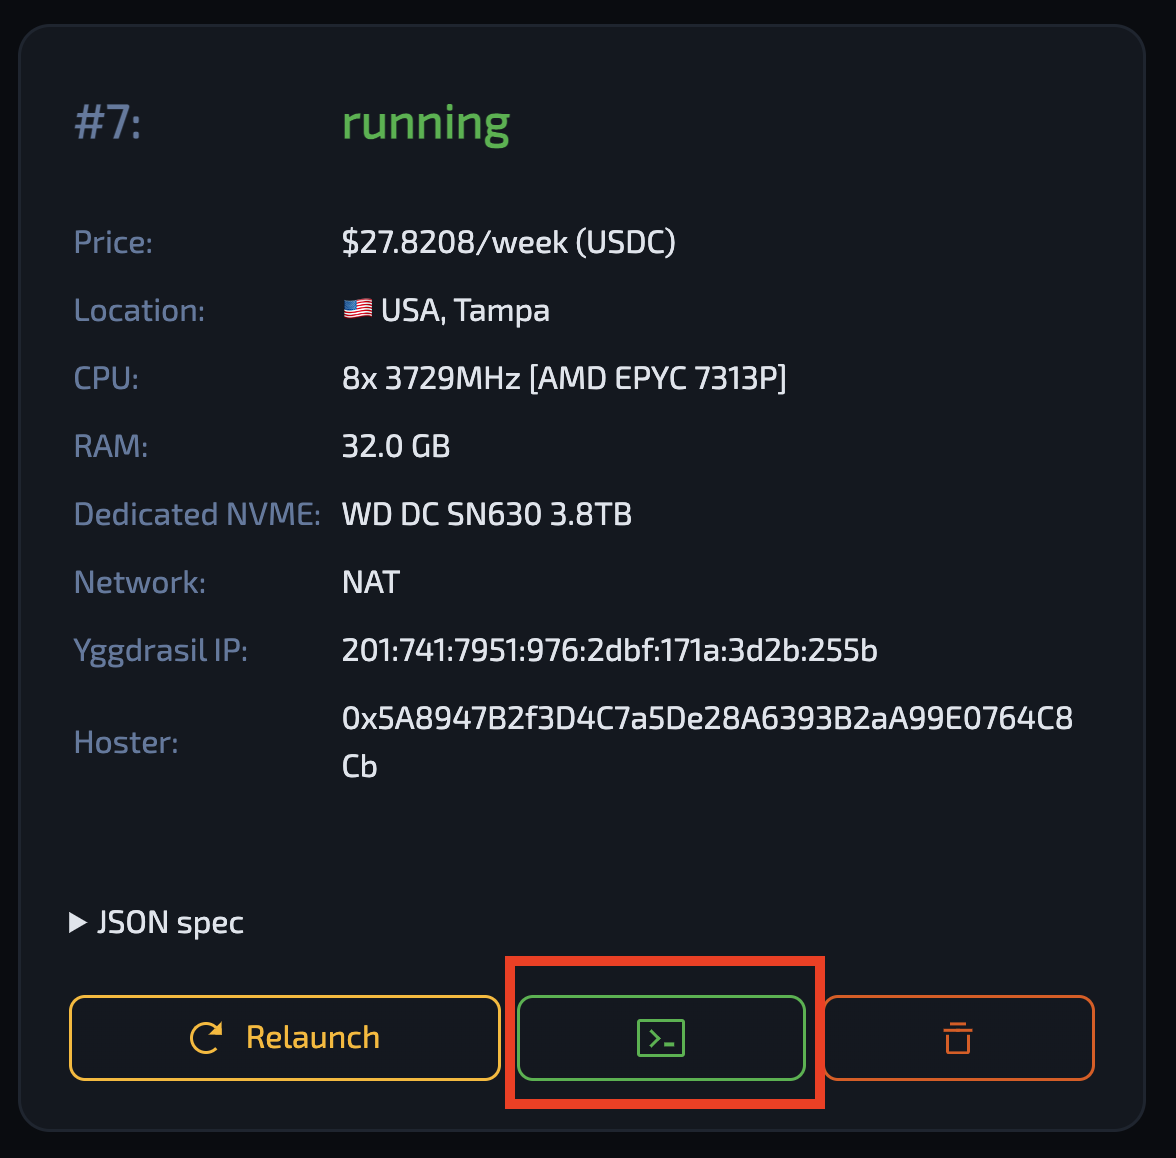 #7: running
Price: $27.8208/week (USDC)
Location: USA, Tampa
CPU: 8x 3729MHz [AMD EPYC 7313P]
RAM: 32.0 GB
Dedicated NVME: WD DC SN630 3.8TB
Network: NAT
Yggdrasil IP: 201:741:7951:976:2dbf:171a:3d2b:255b
Hoster: 0x5A8947B2f3D4C7a5De28A6393B2aA99E0764C8
Cb
JSON spec
Relaunch